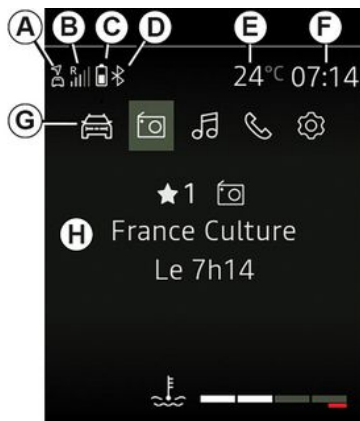 A B C D E F
R 24°C 07:14
G
★1
H France Culture
Le 7h14